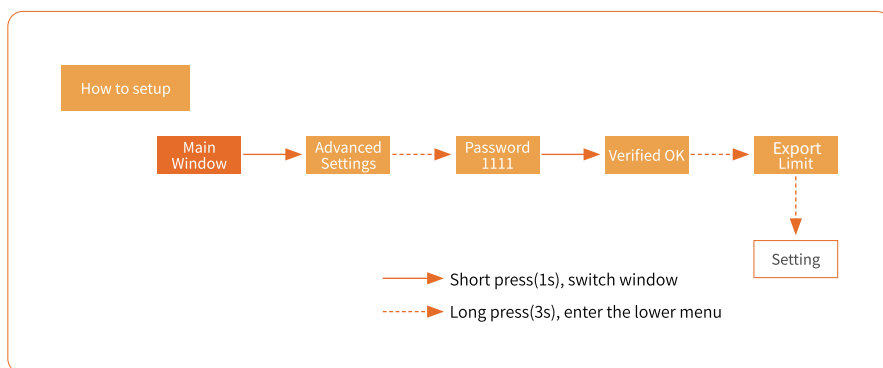 How to setup
Main
Window
Advanced
Settings
Password
1111
Verified OK
Export
Limit
Setting
Short press(1s), switch window
Long press(3s), enter the lower menu